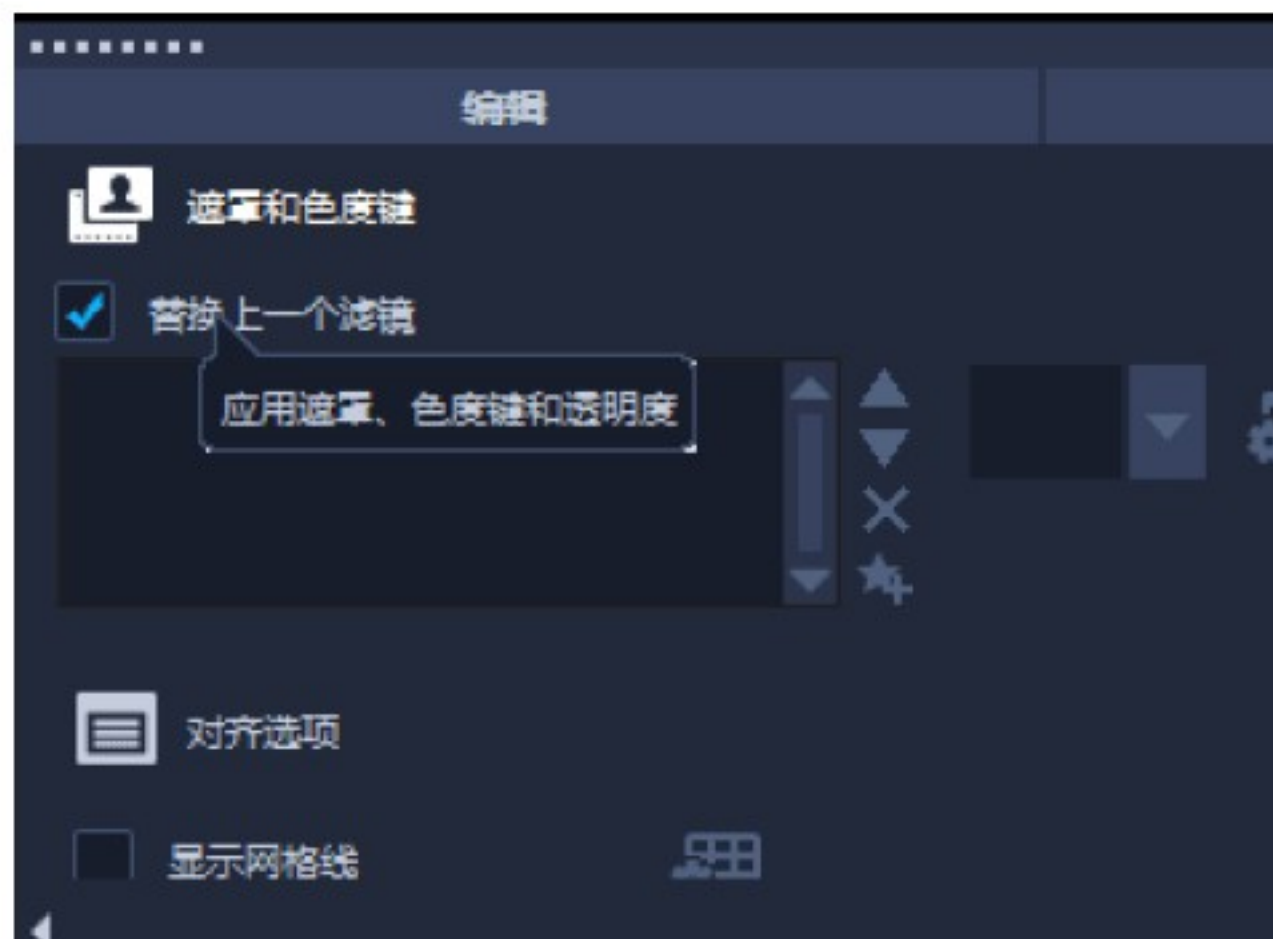 编辑
遮罩和色度键
替换上一个滤镜
应用遮罩、色度键和透明度
对齐选项
显示网格线